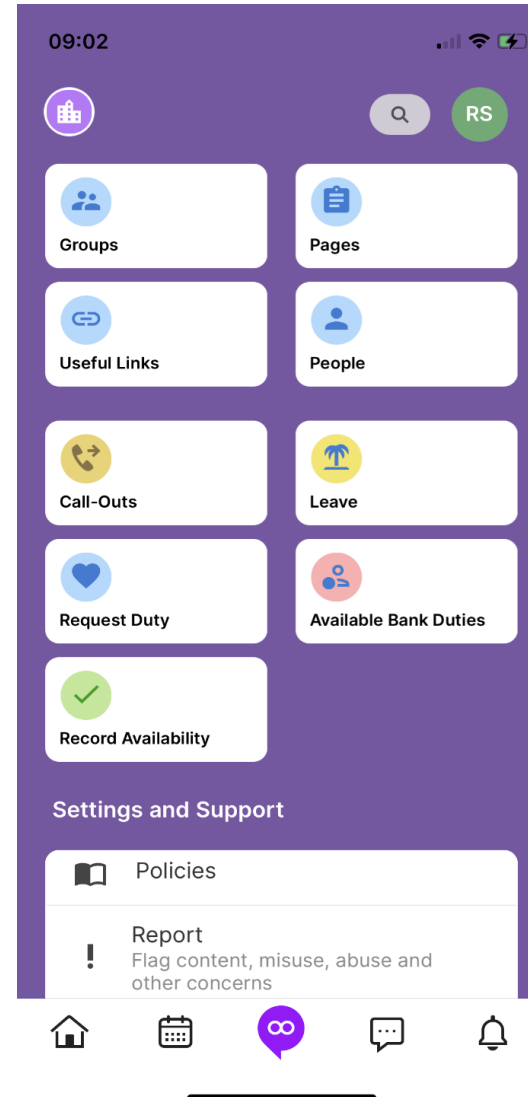 09:02
RS
Groups
Pages
Useful Links
People
Call-Outs
Leave
Request Duty
Available Bank Duties
Record Availability
Settings and Support
Policies
Report
Flag content, misuse, abuse and
other concerns